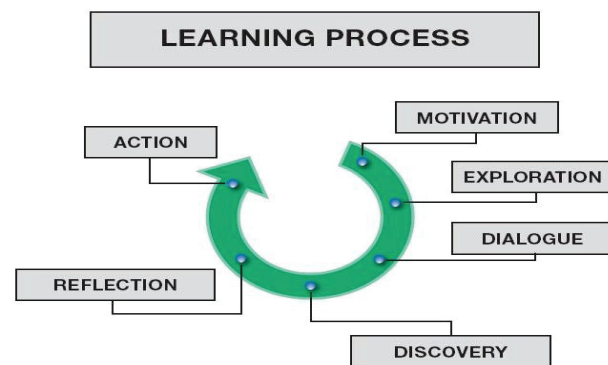 LEARNING PROCESS
MOTIVATION
EXPLORATION
DIALOGUE
DISCOVERY
REFLECTION
ACTION